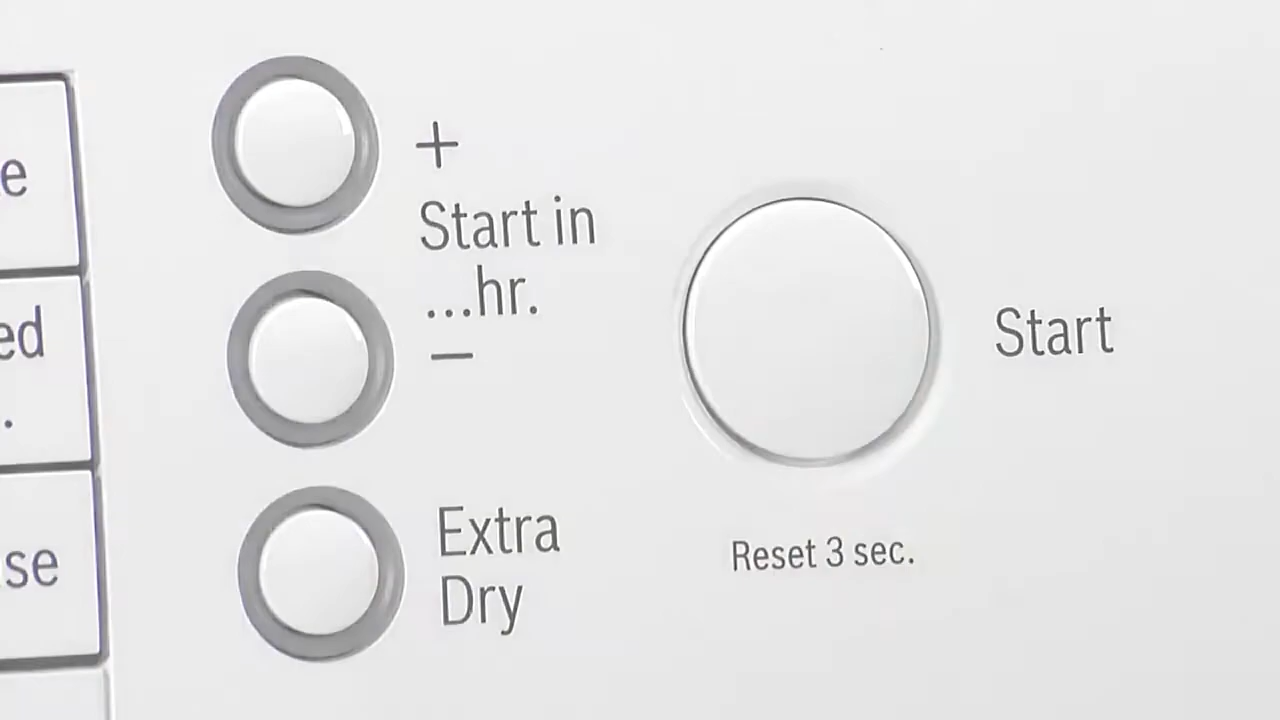 +
Start in
...hr.
−
Extra
Dry
Start
Reset 3 sec.